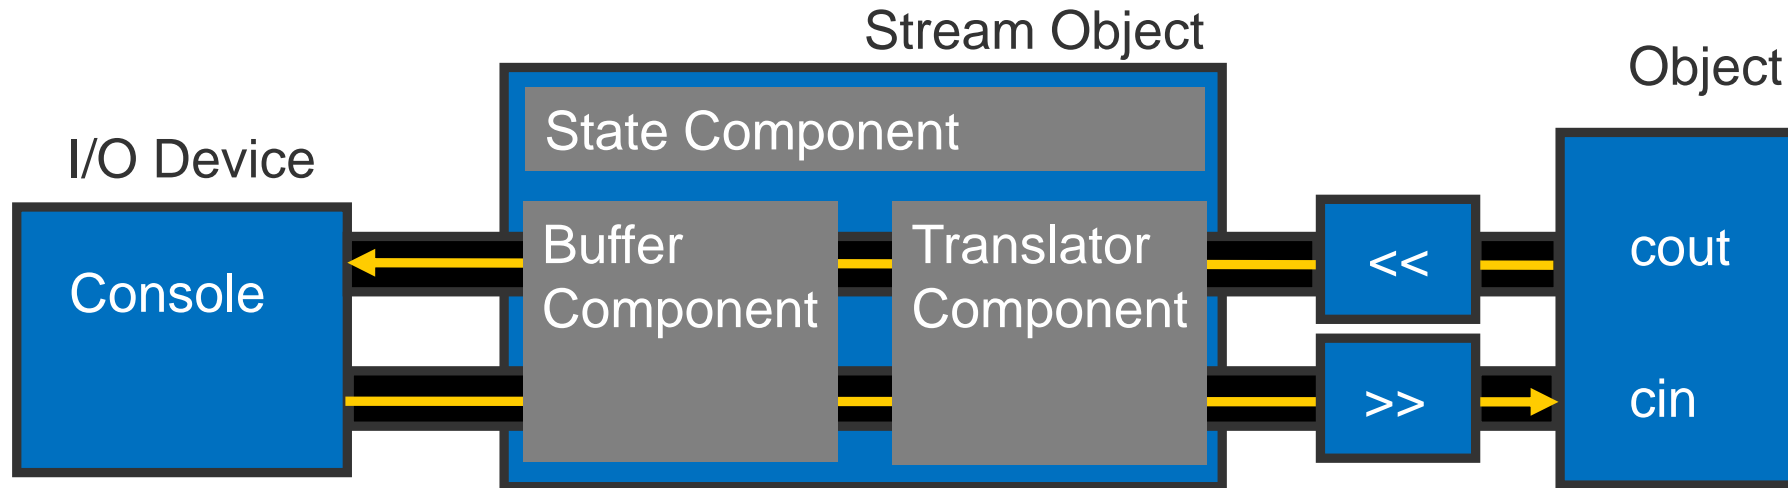 Stream Object
Object
I/O Device
State Component
Console
Buffer
Component
Translator
Component
<<
>>
cout
cin